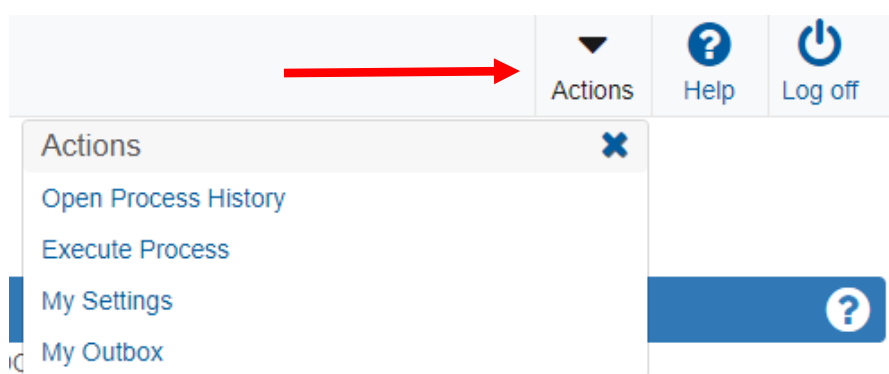 Actions
Help
Log off
Actions
Open Process History
Execute Process
My Settings
My Outbox